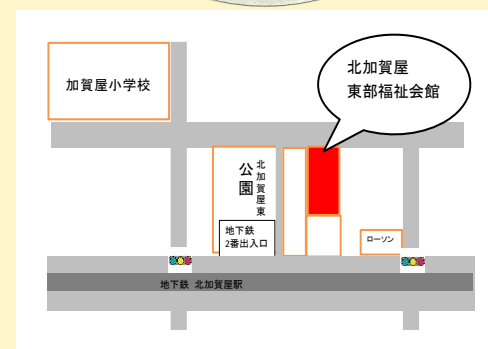 加賀屋小学校
北加賀屋
東部福祉会館
北加賀屋東
公園
地下鉄
2番出入口
ローソン
地下鉄 北加賀屋駅